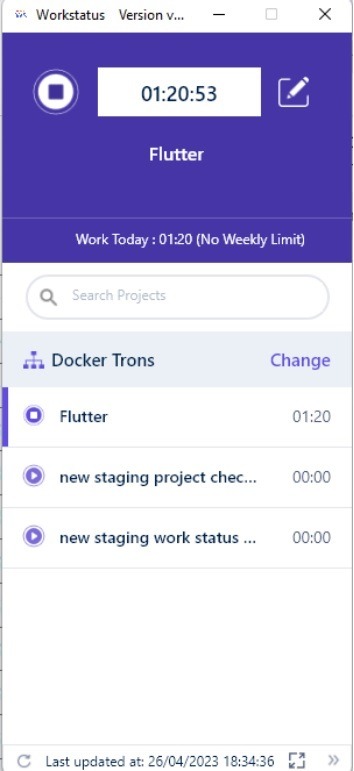 Workstatus Version v...
01:20:53
Flutter
Work Today : 01:20 (No Weekly Limit)
Search Projects
Docker Trons Change
Flutter 01:20
new staging project chec... 00:00
new staging work status ... 00:00
Last updated at: 26/04/2023 18:34:36